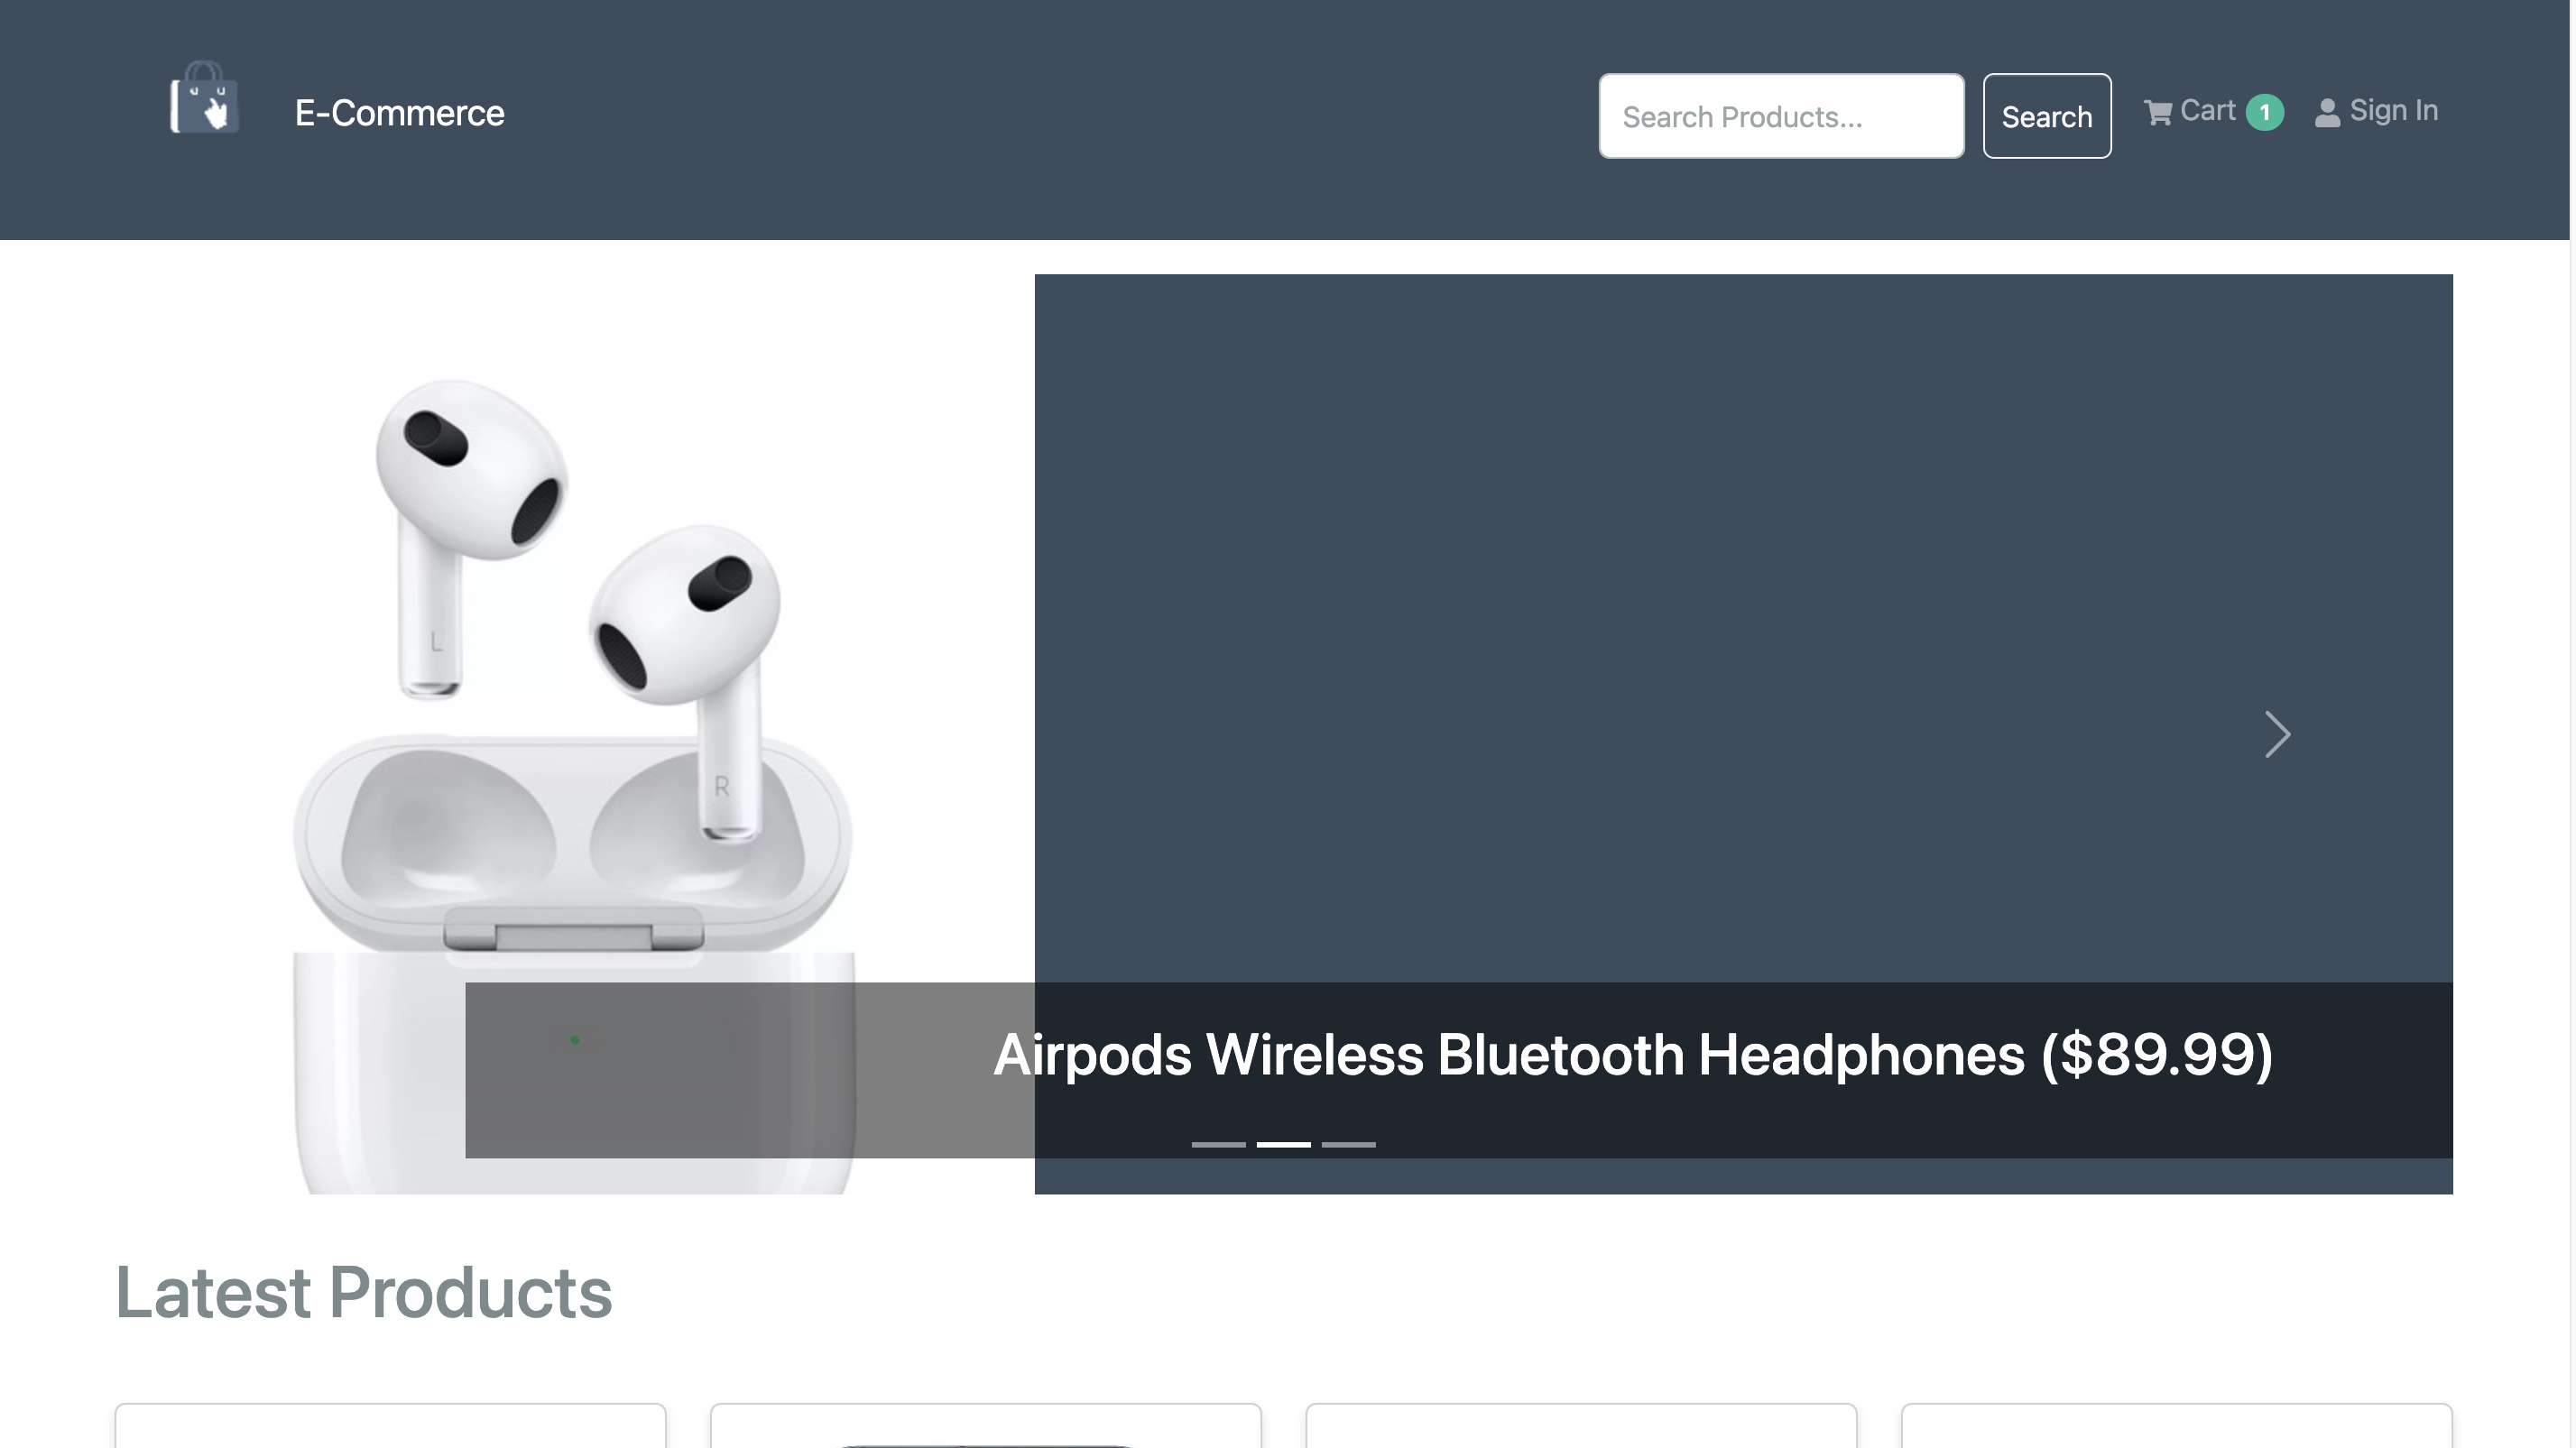 E-Commerce
Search Products...
Search
Cart 1
Sign In
L
R
Airpods Wireless Bluetooth Headphones ($89.99)
Latest Products